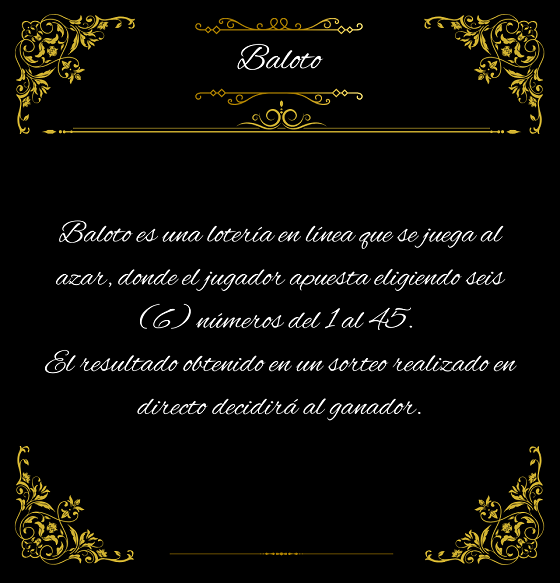 Baloto
Baloto es una lotería en línea que se juega al
azar, donde el jugador apuesta eligiendo seis
(6) números del 1 al 45.
El resultado obtenido en un sorteo realizado en
directo decidirá al ganador.